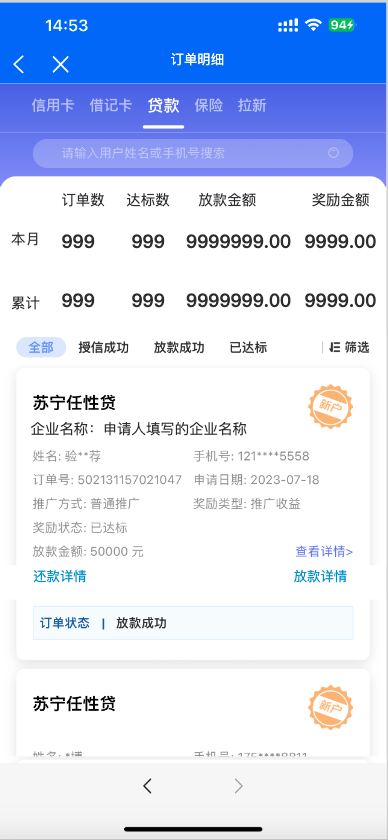 14:53
94
订单明细
信用卡 借记卡 贷款 保险 拉新
请输入用户姓名或手机号搜索
订单数 达标数 放款金额 奖励金额
本月 999 999 9999999.00 9999.00
累计 999 999 9999999.00 9999.00
全部 授信成功 放款成功 已达标 筛选
苏宁任性贷
新户
企业名称：申请人填写的企业名称
姓名: 验**荐 手机号: 121****5558
订单号: 502131157021047 申请日期: 2023-07-18
推广方式: 普通推广 奖励类型: 推广收益
奖励状态: 已达标
放款金额: 50000 元 查看详情>
还款详情 放款详情
订单状态 | 放款成功
苏宁任性贷
新户
姓名: *博 手机号: 175****8811